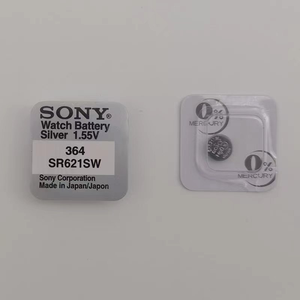 SONY
Watch Battery
Silver 1.55V
364
SR621SW
Sony Corporation
Made in Japan/Japon
0%
MERCURY
0%
MERCURY